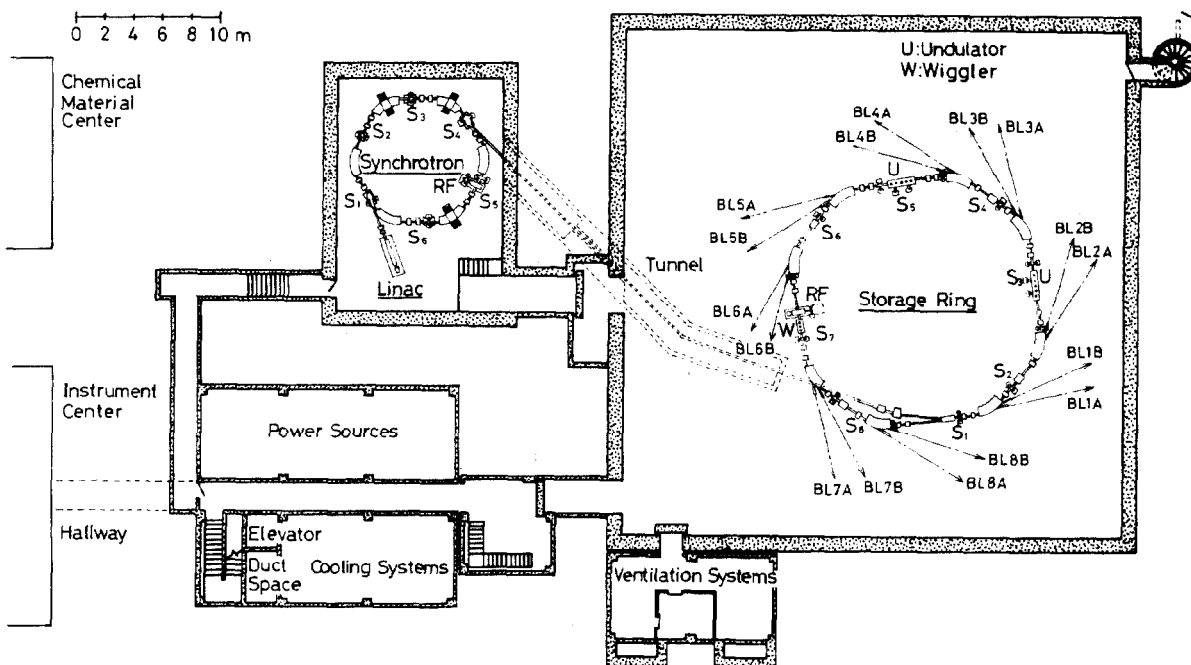 0 2 4 6 8 10 m
Chemical
Material
Center
Instrument
Center
Hallway
S1
S2
S3
S4
S5
S6
Synchrotron
RF
Linac
Tunnel
Power Sources
Elevator
Duct
Space
Cooling Systems
Ventilation Systems
U:Undulator
W:Wiggler
BL4A
BL4B
BL3B
BL3A
U
S5
S4
BL5A
BL5B
S6
BL2B
BL2A
S3
U
Storage Ring
RF
W
S7
BL6A
BL6B
S2
BL1B
BL1A
S1
S8
BL8B
BL8A
BL7A
BL7B